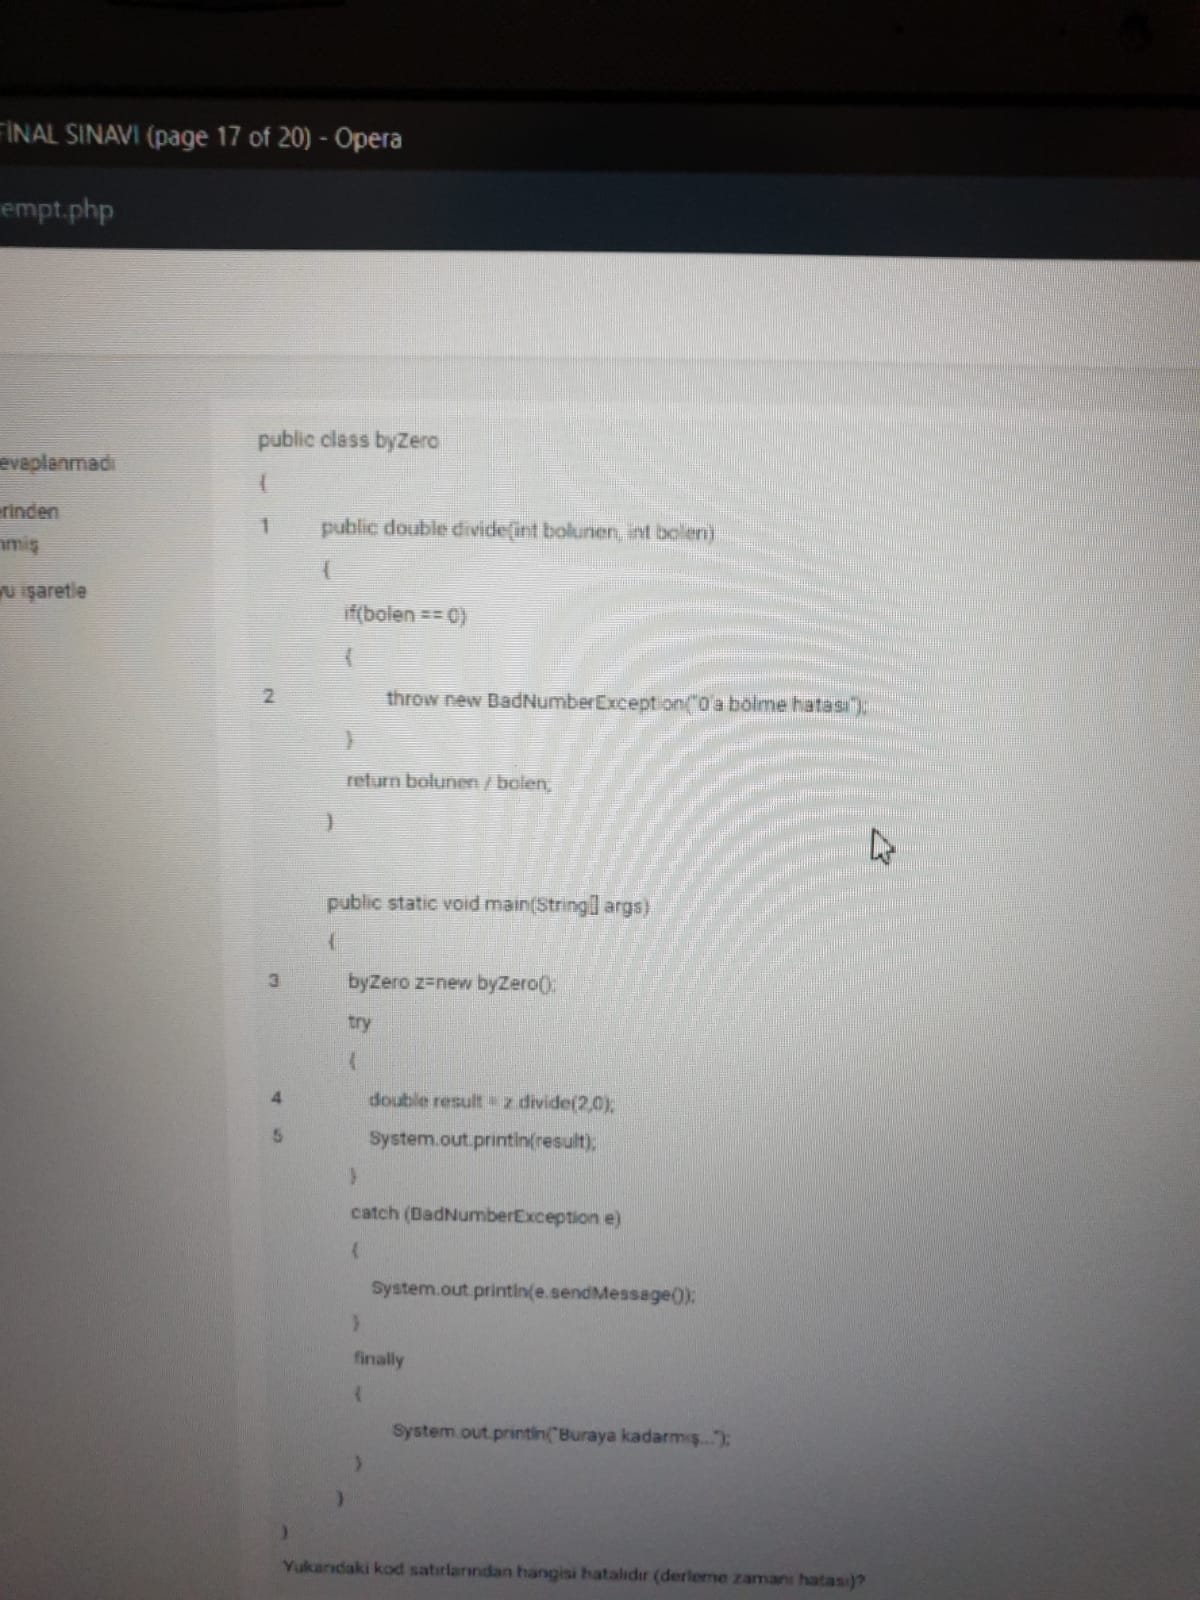 FİNAL SINAVI (page 17 of 20) - Opera
empt.php
public class byZero
evaplanmadı
{
erinden
1 public double divide(int bolunen, int bolen)
mış
{
yu işaretle
if(bolen == 0)
{
2 throw new BadNumberException("0'a bölme hatası");
}
return bolunen / bolen;
}
public static void main(String[] args)
{
3 byZero z=new byZero();
try
{
4 double result = z.divide(2,0);
5 System.out.println(result);
}
catch (BadNumberException e)
{
System.out.println(e.sendMessage());
}
finally
{
System.out.println("Buraya kadarmış...");
}
}
}
Yukarıdaki kod satırlarından hangisi hatalıdır (derleme zamanı hatası)?